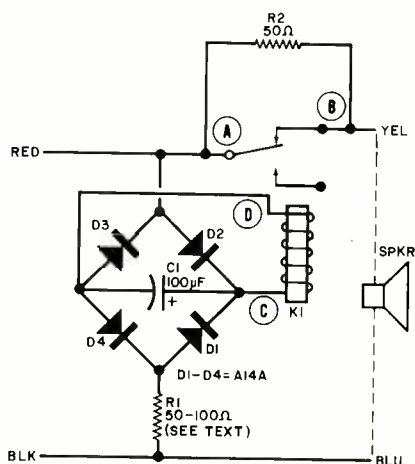 R2
50Ω
A
B
RED
YEL
D
D3
D2
C1
100µF
+
SPKR
K1
C
D4
D1
D1-D4=A14A
R1
50-100Ω
(SEE TEXT)
BLK
BLU